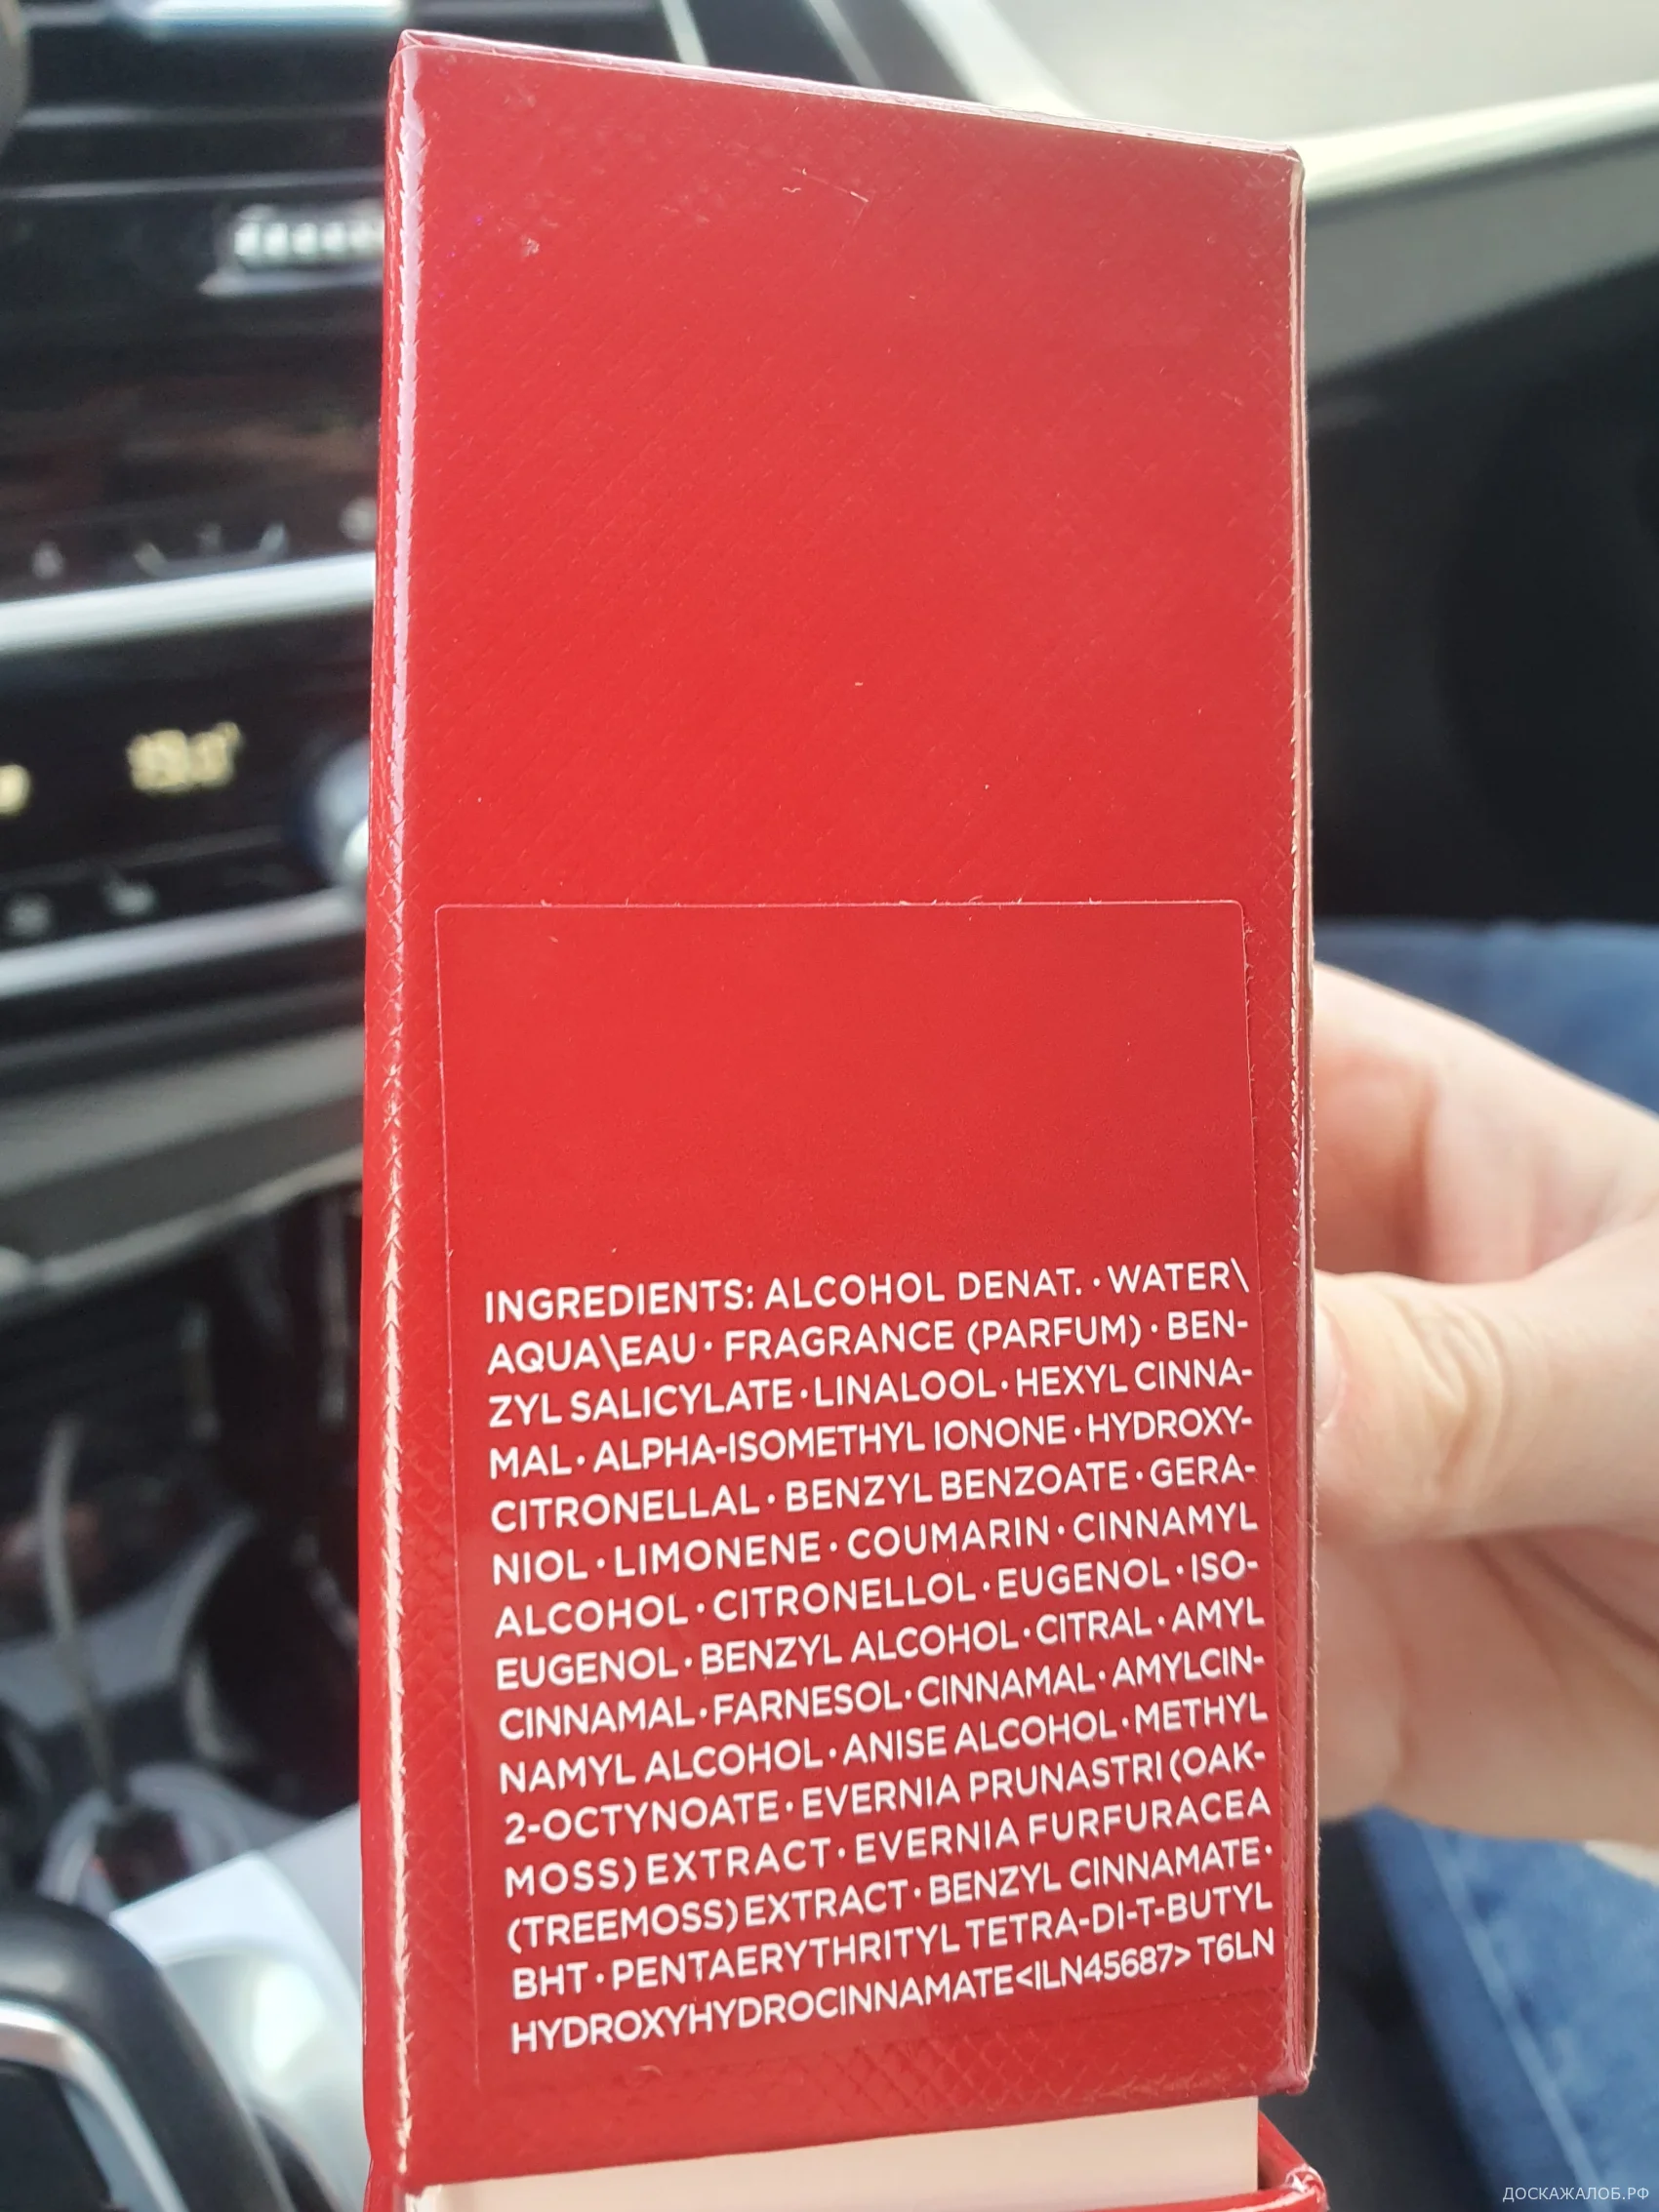 INGREDIENTS: ALCOHOL DENAT. · WATER\
AQUA\EAU · FRAGRANCE (PARFUM) · BEN-
ZYL SALICYLATE · LINALOOL · HEXYL CINNA-
MAL · ALPHA-ISOMETHYL IONONE · HYDROXY-
CITRONELLAL · BENZYL BENZOATE · GERA-
NIOL · LIMONENE · COUMARIN · CINNAMYL
ALCOHOL · CITRONELLOL · EUGENOL · ISO-
EUGENOL · BENZYL ALCOHOL · CITRAL · AMYL
CINNAMAL · FARNESOL · CINNAMAL · AMYLCIN-
NAMYL ALCOHOL · ANISE ALCOHOL · METHYL
2-OCTYNOATE · EVERNIA PRUNASTRI (OAK-
MOSS) EXTRACT · EVERNIA FURFURACEA
(TREEMOSS) EXTRACT · BENZYL CINNAMATE ·
BHT · PENTAERYTHRITYL TETRA-DI-T-BUTYL
HYDROXYHYDROCINNAMATE<ILN45687> T6LN
ДОСКАЖАЛОБ.РФ